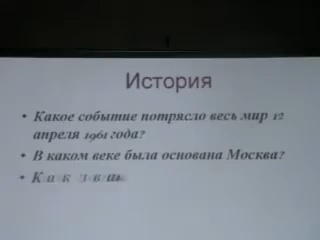 История
• Какое событие потрясло весь мир 12
апреля 1961 года?
• В каком веке была основана Москва?